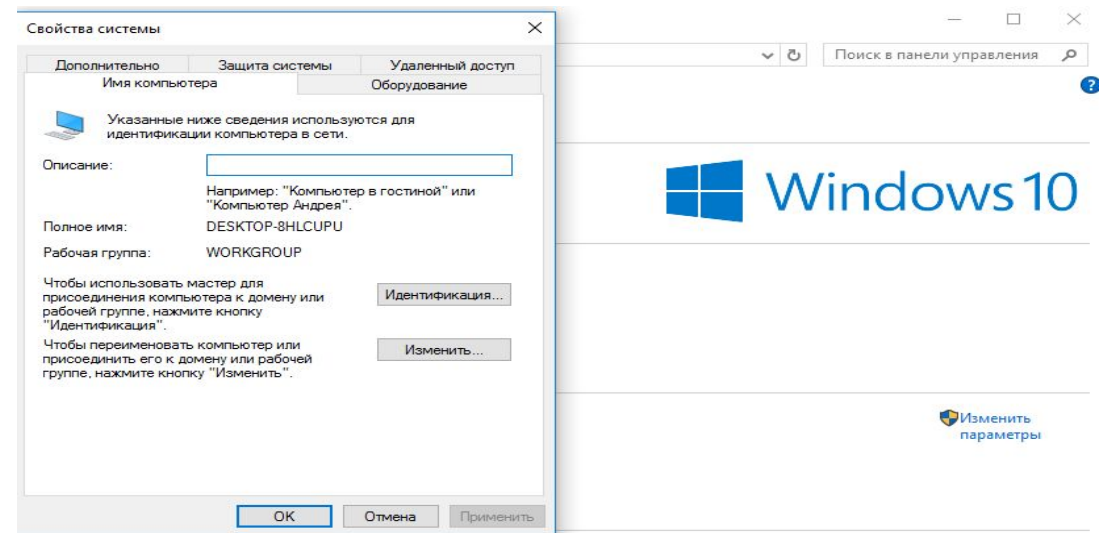 Свойства системы
Дополнительно
Защита системы
Удаленный доступ
Имя компьютера
Оборудование
Указанные ниже сведения используются для
идентификации компьютера в сети.
Описание:
Например: "Компьютер в гостиной" или
"Компьютер Андрея".
Полное имя:
DESKTOP-8HLCUPU
Рабочая группа:
WORKGROUP
Чтобы использовать мастер для
присоединения компьютера к домену или
рабочей группе, нажмите кнопку
"Идентификация".
Идентификация...
Чтобы переименовать компьютер или
присоединить его к домену или рабочей
группе, нажмите кнопку "Изменить".
Изменить...
OK
Отмена
Применить
Поиск в панели управления
?
Windows 10
Изменить
параметры